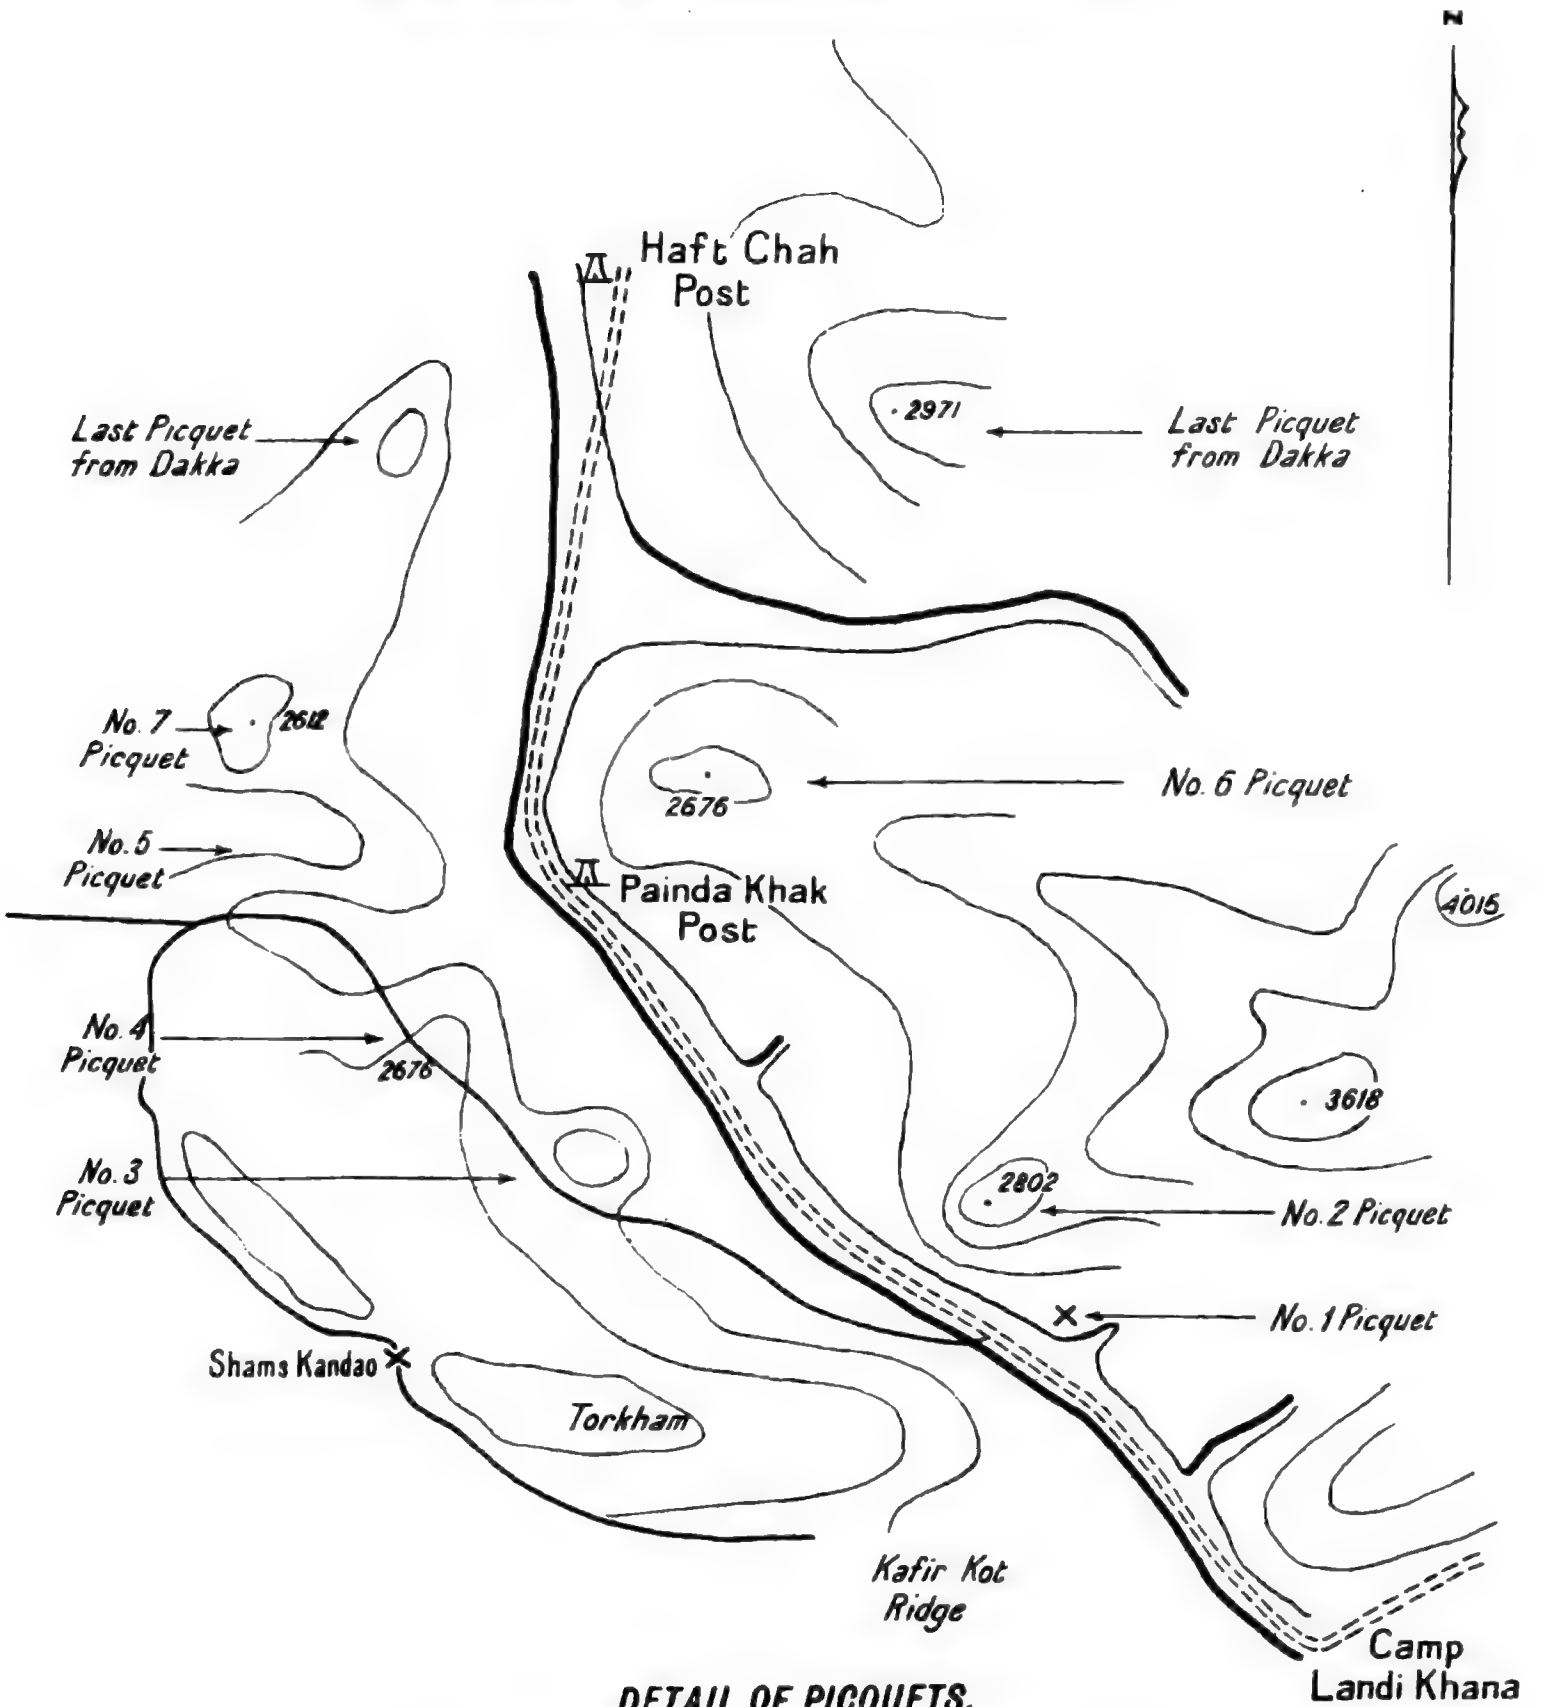 N
Haft Chah
Post
2971
Last Picquet
from Dakka
Last Picquet
from Dakka
No. 7
Picquet
2612
2676
No. 6 Picquet
No. 5
Picquet
Painda Khak
Post
4015
No. 4
Picquet
2676
3618
No. 3
Picquet
2802
No. 2 Picquet
No. 1 Picquet
Shams Kandao
Torkham
Kafir Kot
Ridge
Camp
Landi Khana
DETAIL OF PICQUETS.